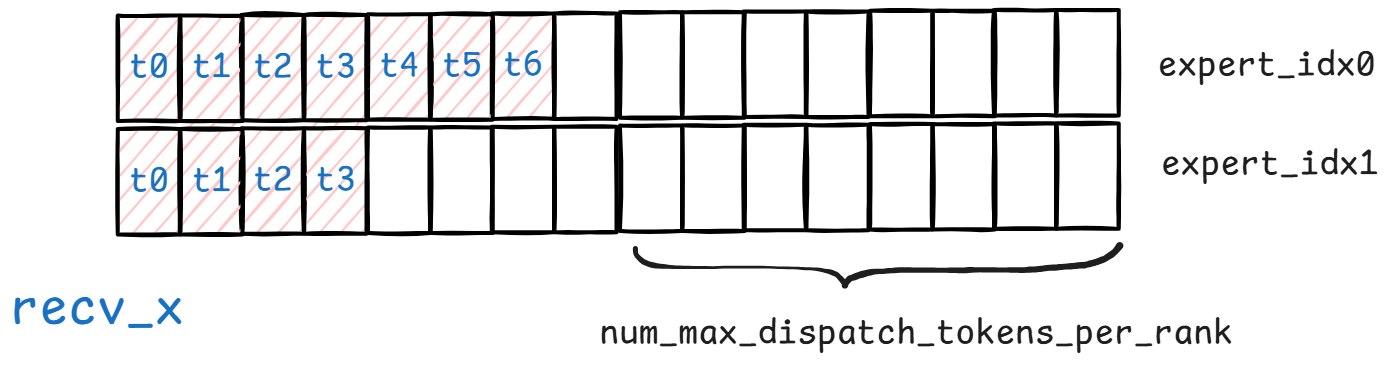 t0 t1 t2 t3 t4 t5 t6 expert_idx0
t0 t1 t2 t3 expert_idx1
recv_x
num_max_dispatch_tokens_per_rank